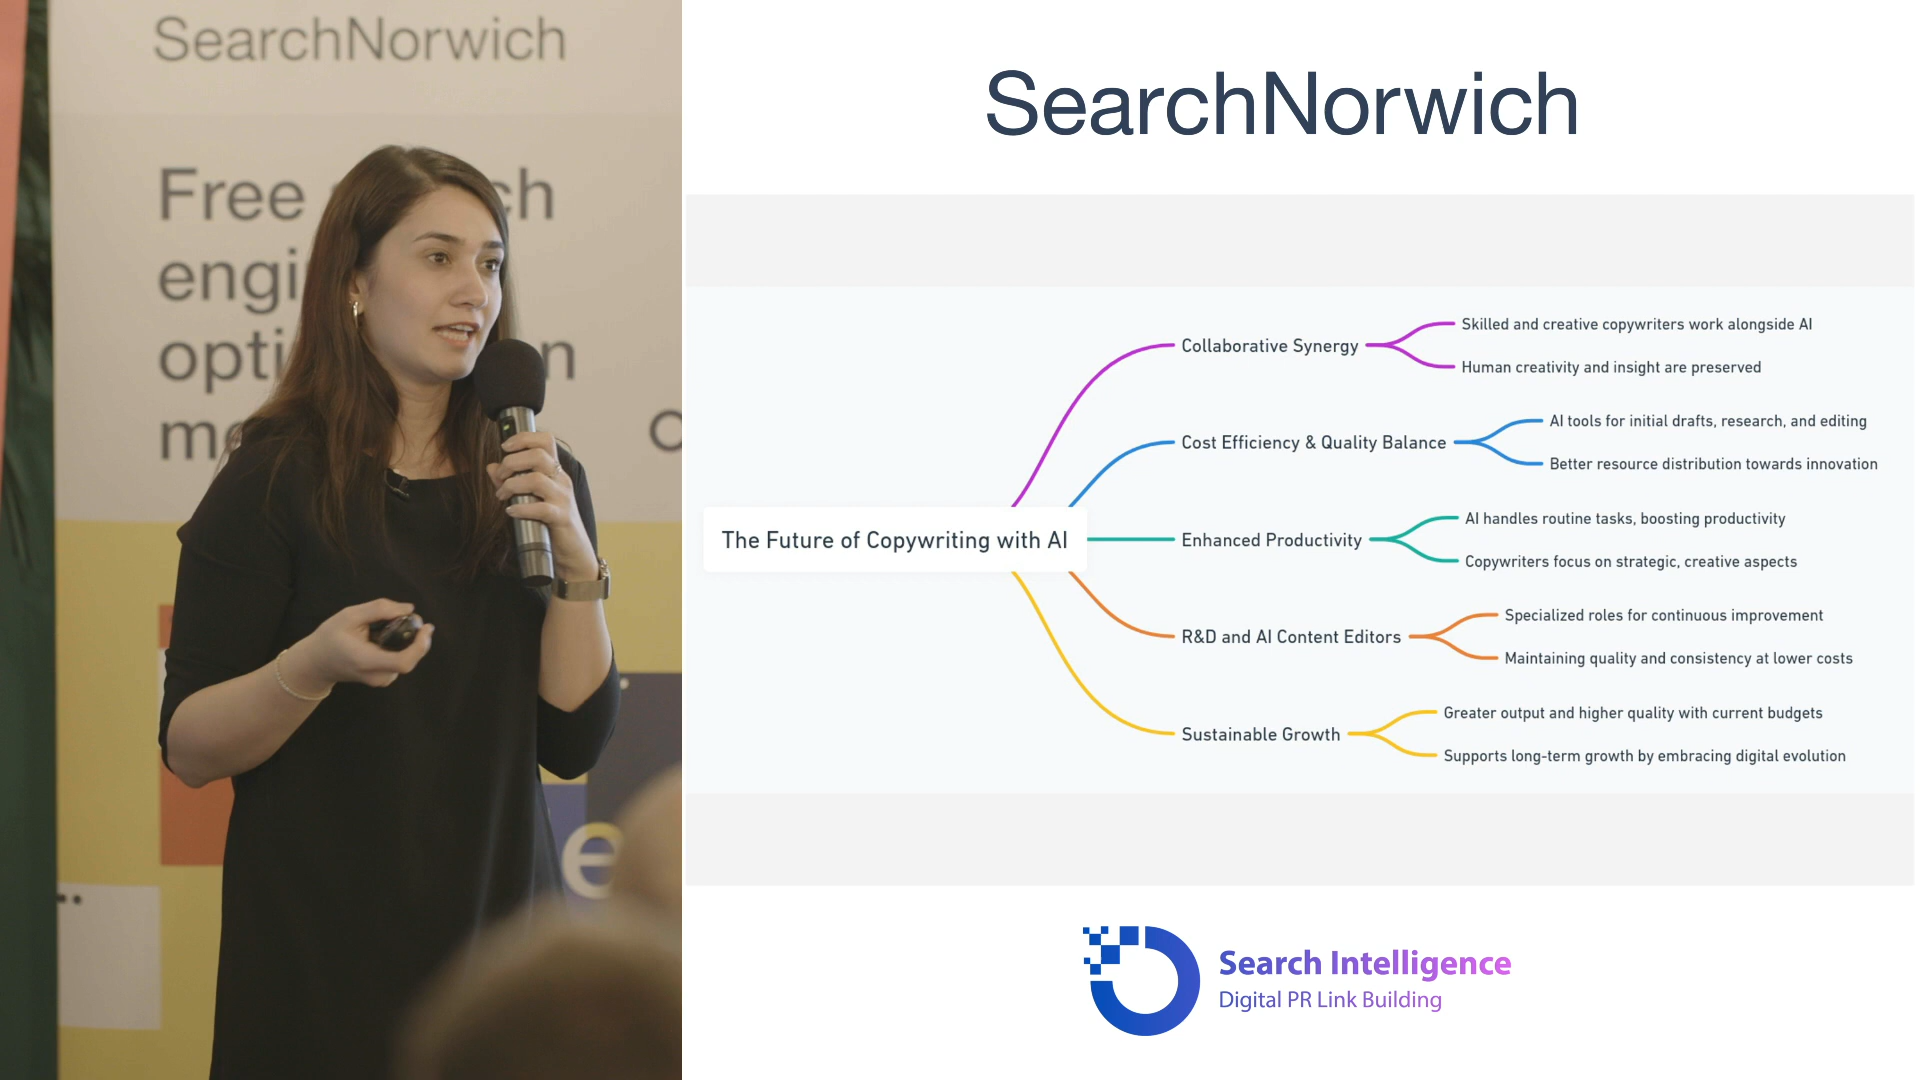 SearchNorwich
Free ch
engi
opti n
me
SearchNorwich
The Future of Copywriting with AI
Collaborative Synergy
Skilled and creative copywriters work alongside AI
Human creativity and insight are preserved
Cost Efficiency & Quality Balance
AI tools for initial drafts, research, and editing
Better resource distribution towards innovation
Enhanced Productivity
AI handles routine tasks, boosting productivity
Copywriters focus on strategic, creative aspects
R&D and AI Content Editors
Specialized roles for continuous improvement
Maintaining quality and consistency at lower costs
Sustainable Growth
Greater output and higher quality with current budgets
Supports long-term growth by embracing digital evolution
Search Intelligence
Digital PR Link Building